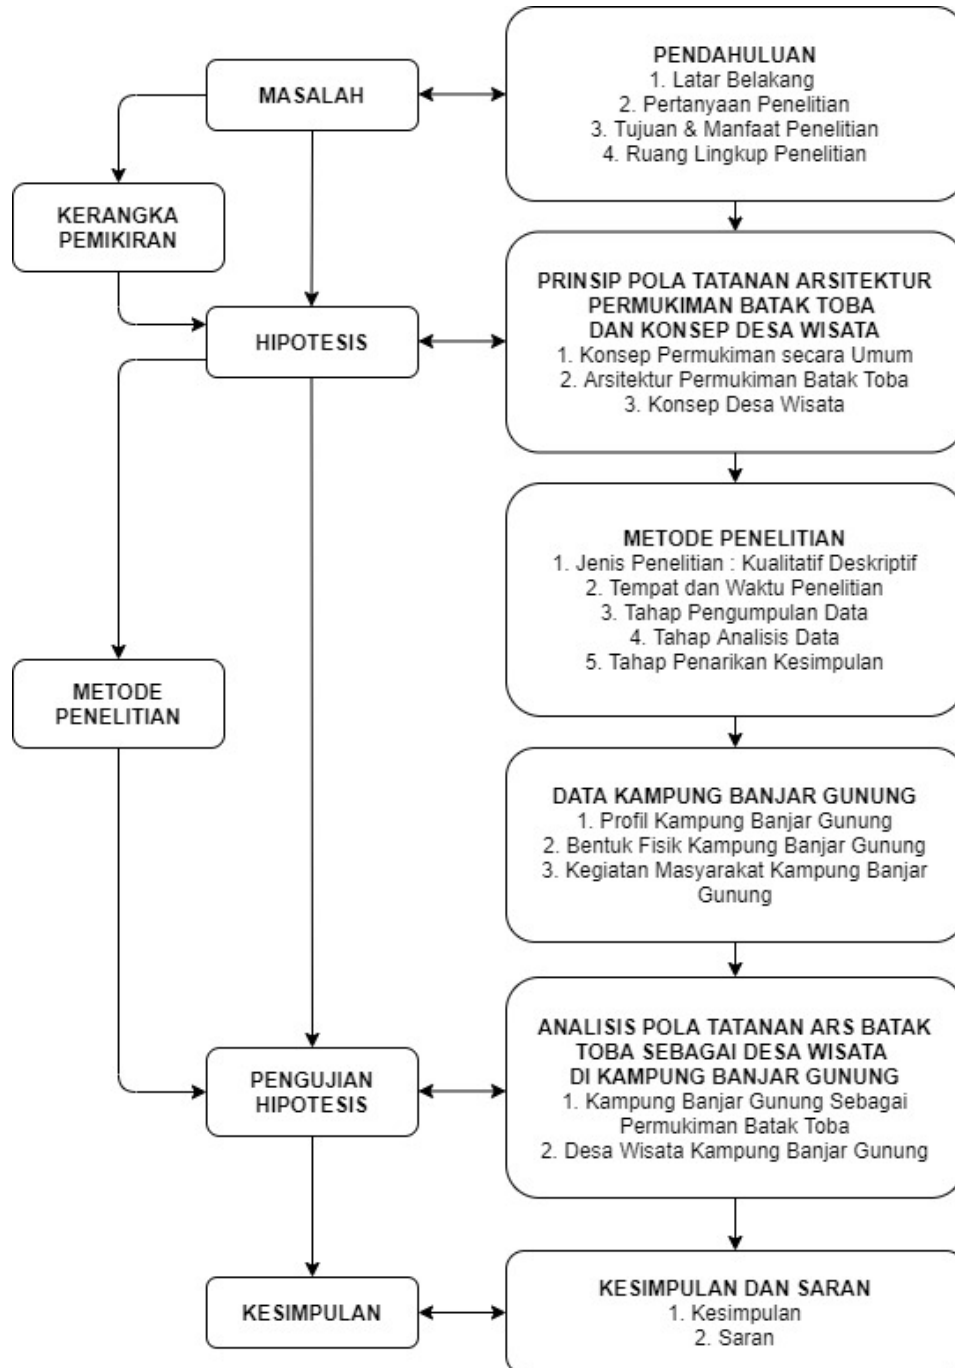 PENDAHULUAN
1. Latar Belakang
2. Pertanyaan Penelitian
3. Tujuan & Manfaat Penelitian
4. Ruang Lingkup Penelitian
MASALAH
KERANGKA
PEMIKIRAN
PRINSIP POLA TATANAN ARSITEKTUR
PERMUKIMAN BATAK TOBA
DAN KONSEP DESA WISATA
1. Konsep Permukiman secara Umum
2. Arsitektur Permukiman Batak Toba
3. Konsep Desa Wisata
HIPOTESIS
METODE PENELITIAN
1. Jenis Penelitian : Kualitatif Deskriptif
2. Tempat dan Waktu Penelitian
3. Tahap Pengumpulan Data
4. Tahap Analisis Data
5. Tahap Penarikan Kesimpulan
METODE
PENELITIAN
DATA KAMPUNG BANJAR GUNUNG
1. Profil Kampung Banjar Gunung
2. Bentuk Fisik Kampung Banjar Gunung
3. Kegiatan Masyarakat Kampung Banjar
Gunung
ANALISIS POLA TATANAN ARS BATAK
TOBA SEBAGAI DESA WISATA
DI KAMPUNG BANJAR GUNUNG
1. Kampung Banjar Gunung Sebagai
Permukiman Batak Toba
2. Desa Wisata Kampung Banjar Gunung
PENGUJIAN
HIPOTESIS
KESIMPULAN
KESIMPULAN DAN SARAN
1. Kesimpulan
2. Saran